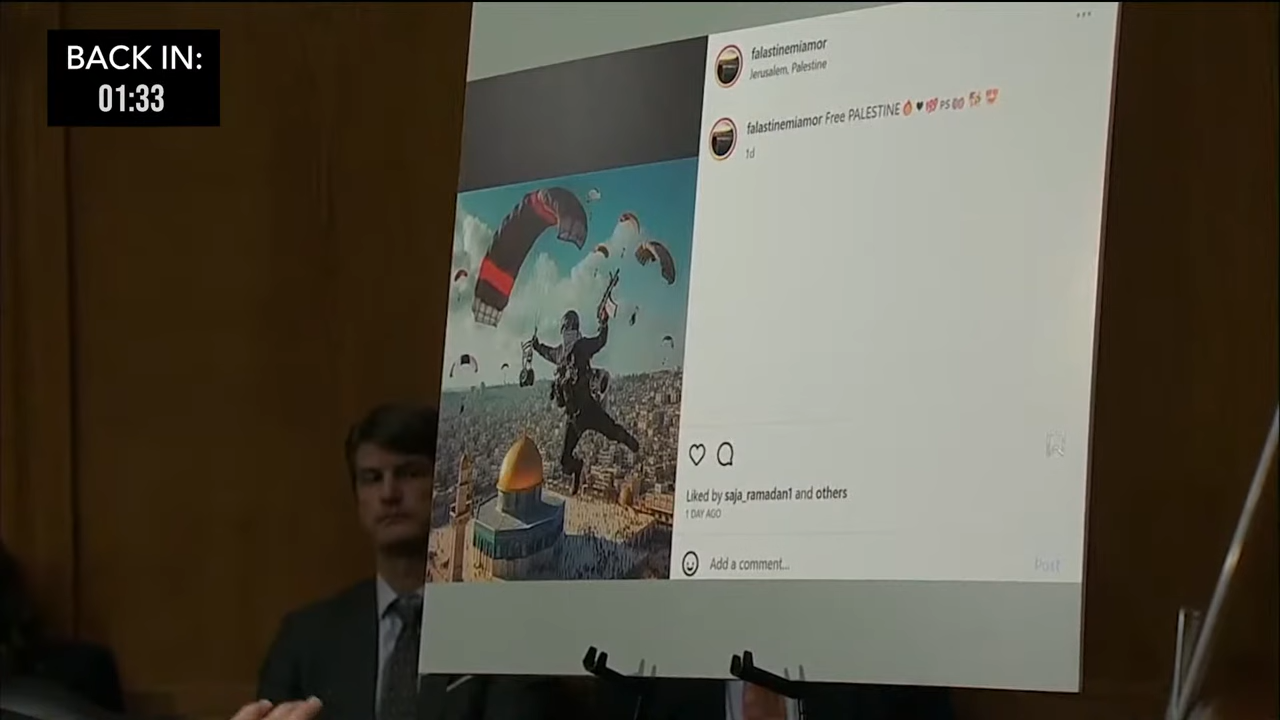 BACK IN:
01:33
falastinemiamor
Jerusalem, Palestine
falastinemiamor Free PALESTINE 🔥🖤💯🇵🇸
1d
Liked by saja_ramadan1 and others
1 DAY AGO
Add a comment...
Post